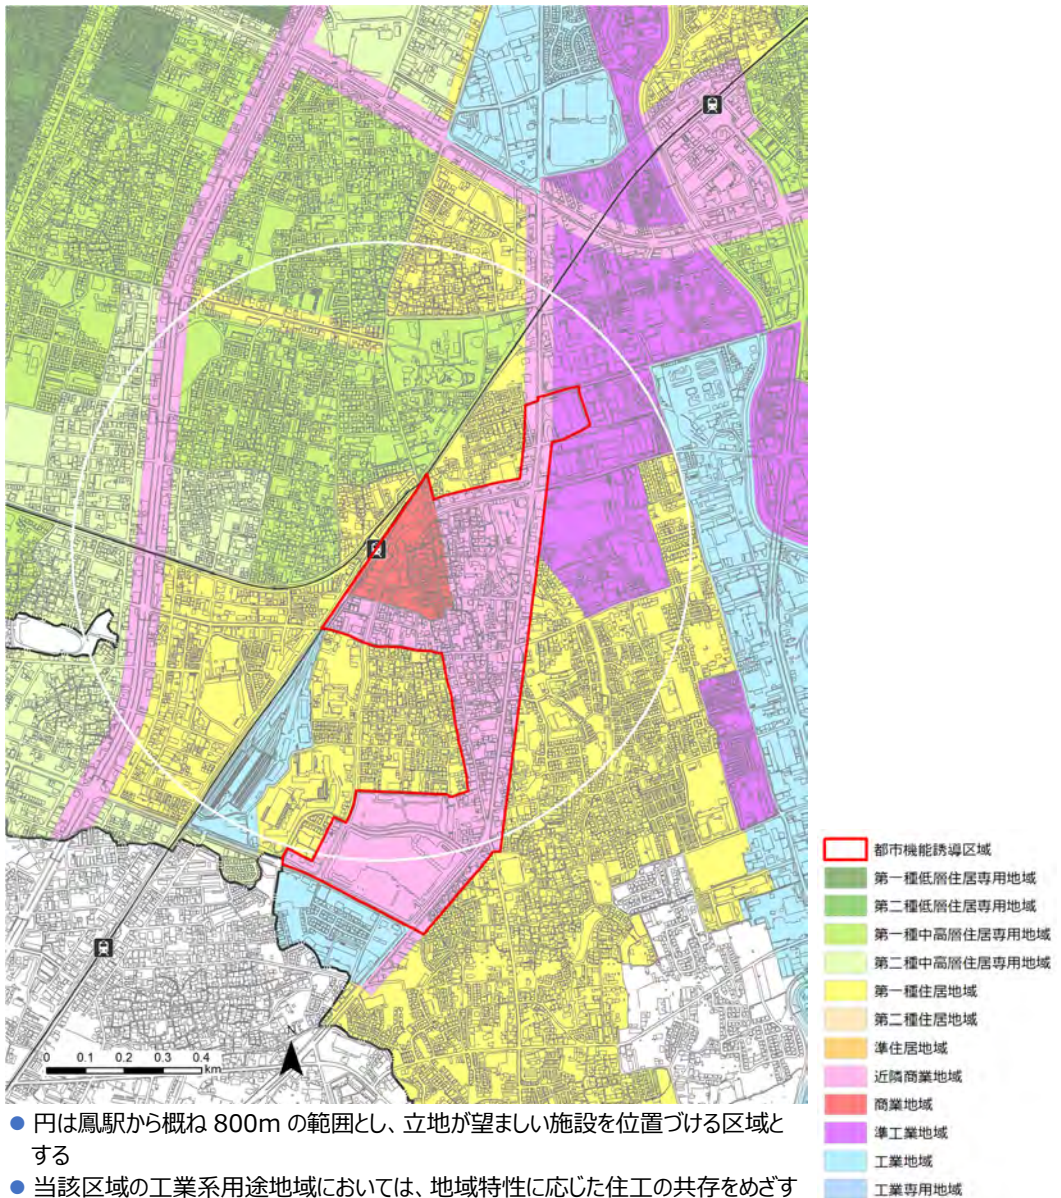 N
0 0.1 0.2 0.3 0.4
km
都市機能誘導区域
第一種低層住居専用地域
第二種低層住居専用地域
第一種中高層住居専用地域
第二種中高層住居専用地域
第一種住居地域
第二種住居地域
準住居地域
近隣商業地域
商業地域
準工業地域
工業地域
工業専用地域
● 円は鳳駅から概ね 800m の範囲とし、立地が望ましい施設を位置づける区域と
する
● 当該区域の工業系用途地域においては、地域特性に応じた住工の共存をめざす